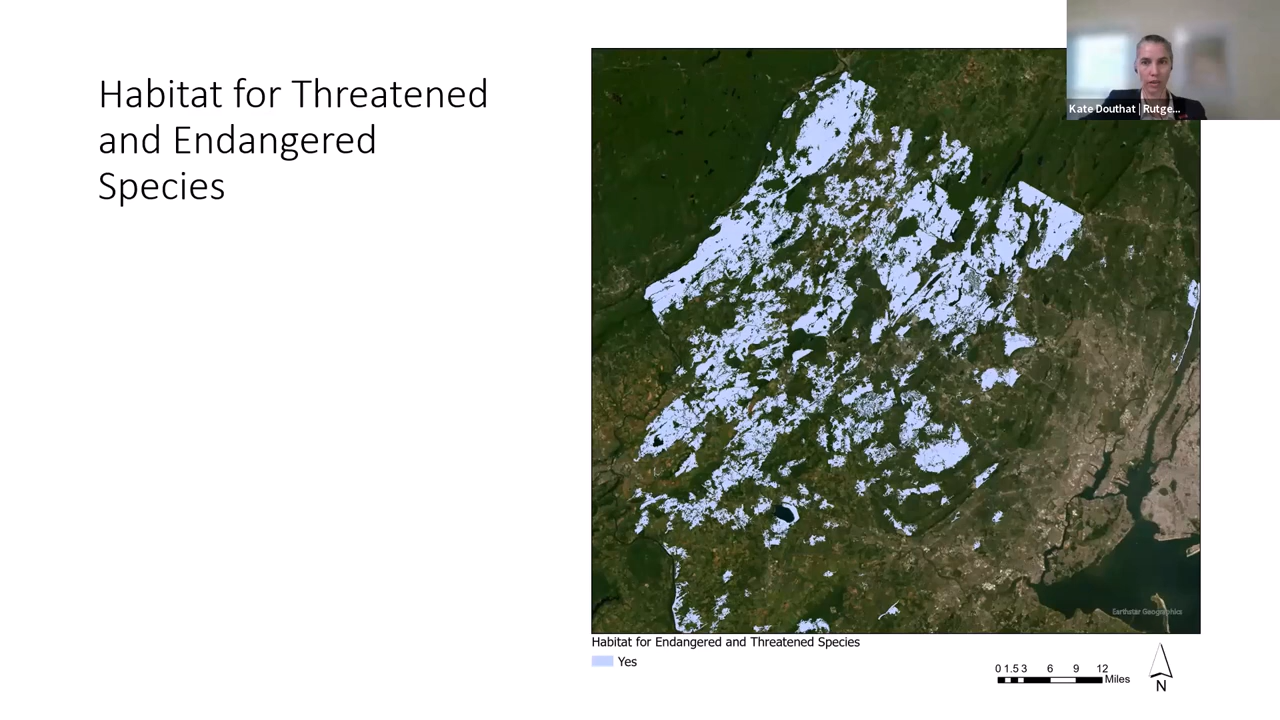 Habitat for Threatened
and Endangered
Species
Kate Douthat | Rutge...
Earthstar Geographics
Habitat for Endangered and Threatened Species
Yes
0 1.5 3 6 9 12
Miles
N